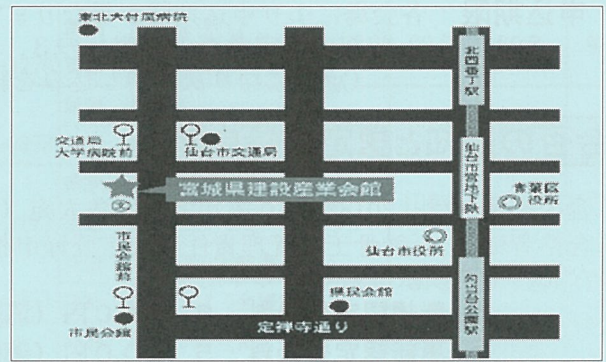 東北大付属病院
北四番丁駅
交通局
大学病院前
仙台市交通局
仙台市営地下鉄
宮城県建設産業会館
青葉区
役所
市民会館前
仙台市役所
勾当台公園駅
県民会館
市民会館
定禅寺通り